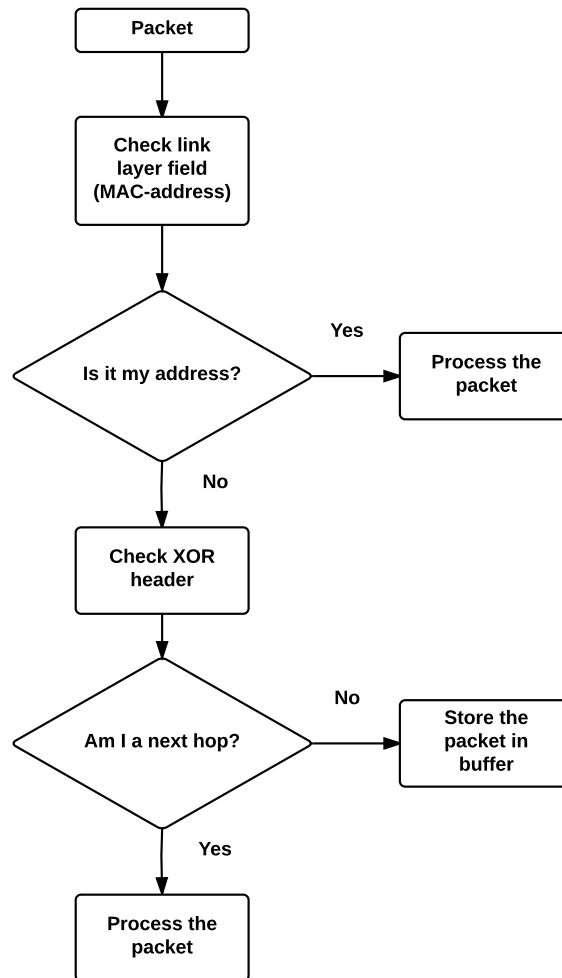 Packet
Check link
layer field
(MAC-address)
Is it my address?
Yes
Process the
packet
No
Check XOR
header
Am I a next hop?
No
Store the
packet in
buffer
Yes
Process the
packet